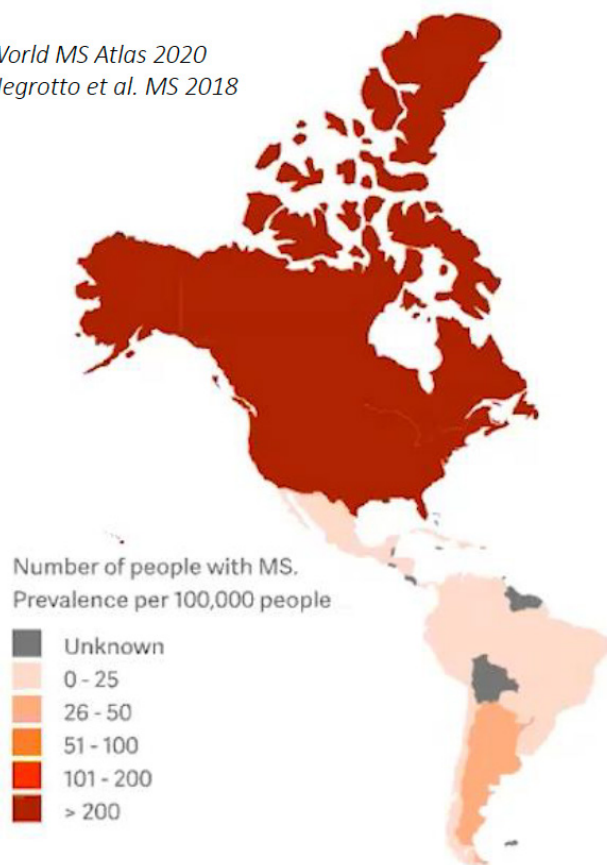 World MS Atlas 2020
Negrotto et al. MS 2018
Number of people with MS.
Prevalence per 100,000 people
Unknown
0 - 25
26 - 50
51 - 100
101 - 200
> 200